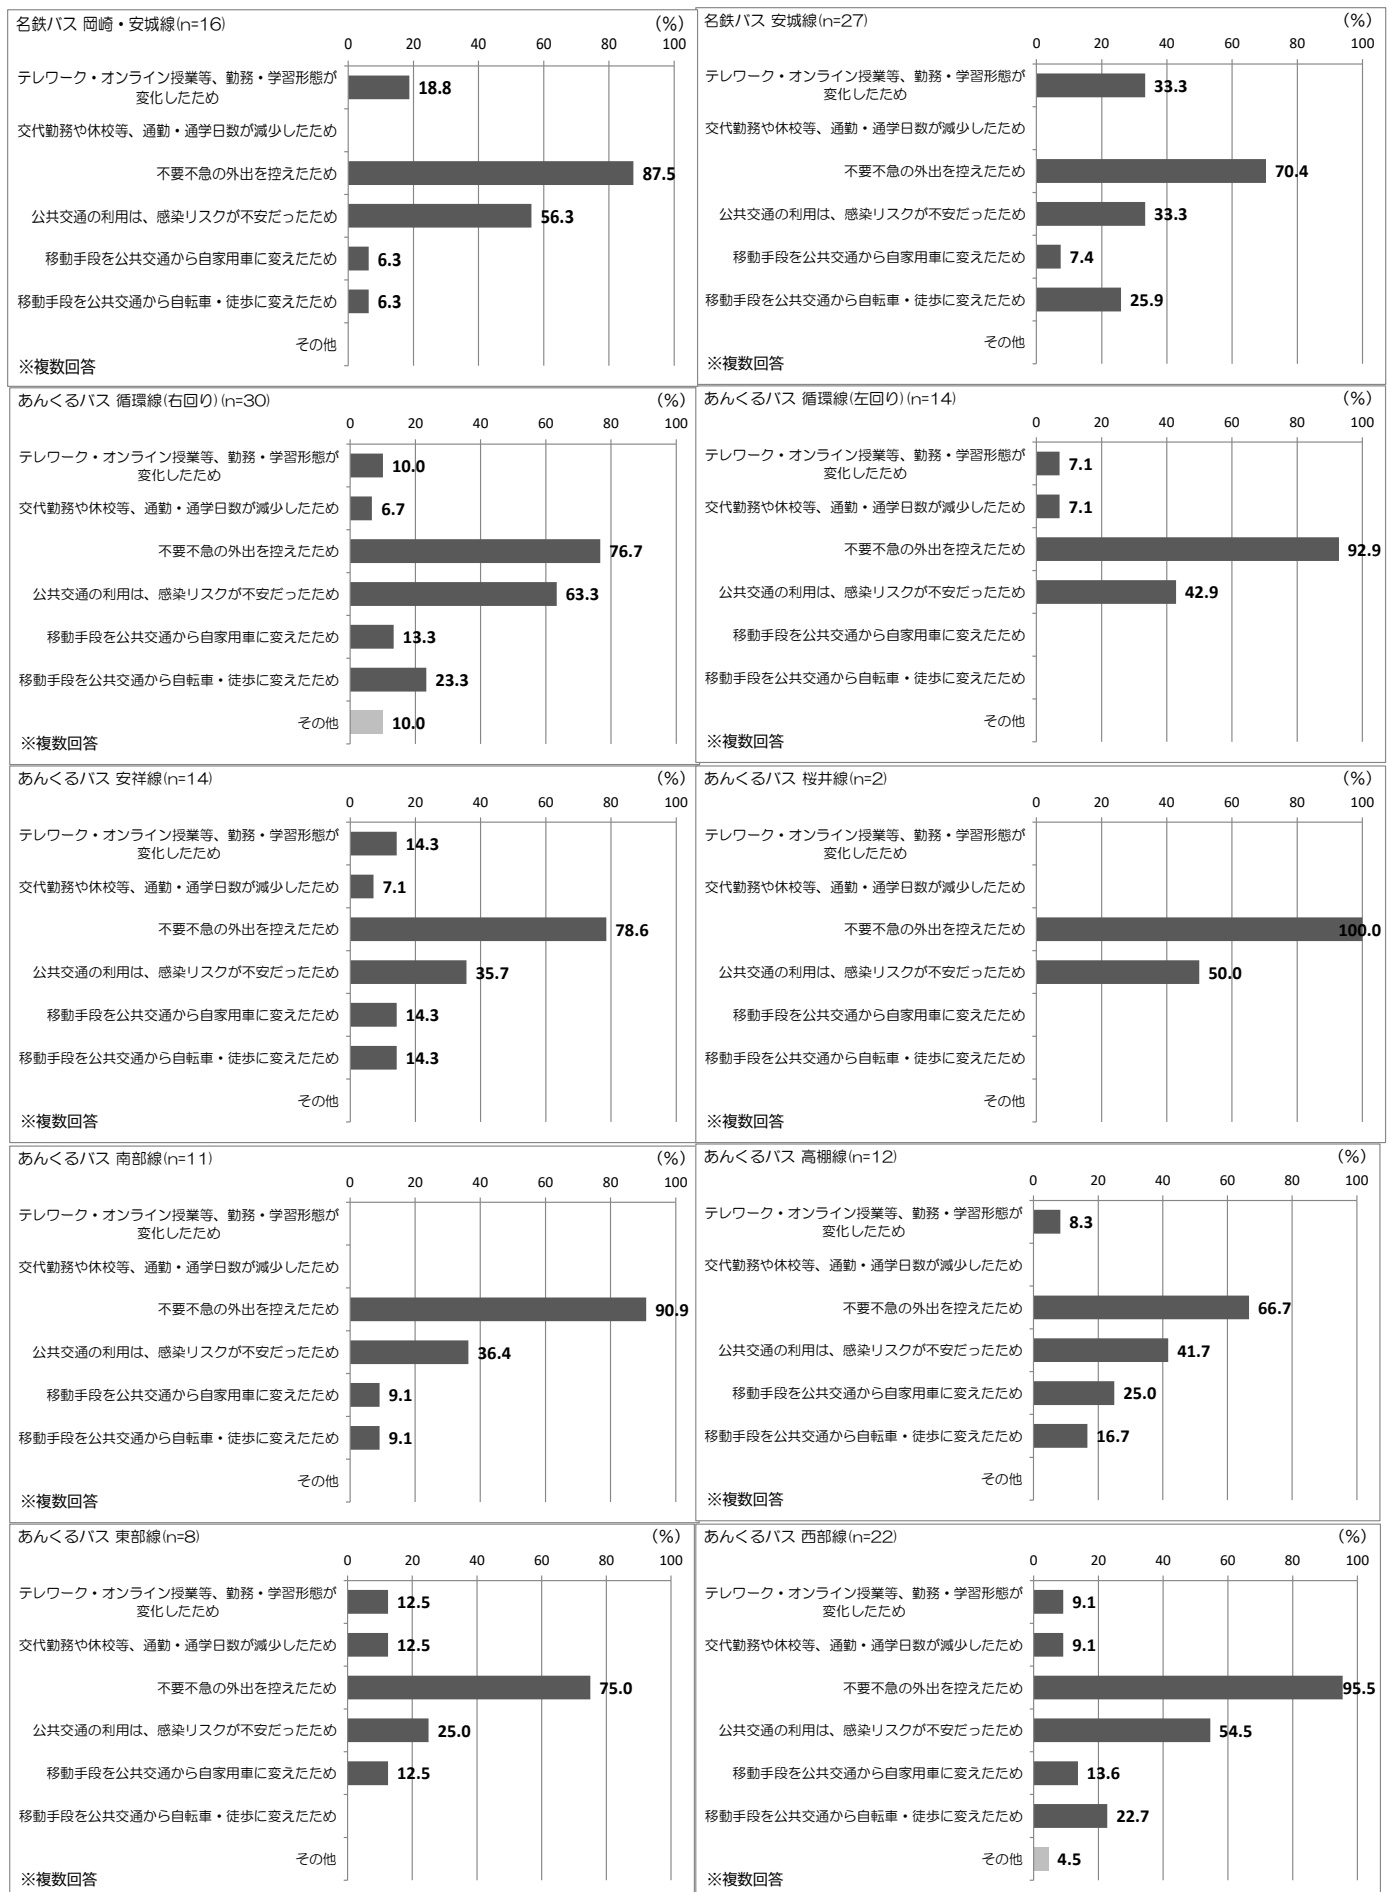 名鉄バス 岡崎・安城線(n=16)
(%)
0 20 40 60 80 100
テレワーク・オンライン授業等、勤務・学習形態が
変化したため
18.8
交代勤務や休校等、通勤・通学日数が減少したため
不要不急の外出を控えたため
87.5
公共交通の利用は、感染リスクが不安だったため
56.3
移動手段を公共交通から自家用車に変えたため
6.3
移動手段を公共交通から自転車・徒歩に変えたため
6.3
その他
※複数回答
名鉄バス 安城線(n=27)
(%)
0 20 40 60 80 100
テレワーク・オンライン授業等、勤務・学習形態が
変化したため
33.3
交代勤務や休校等、通勤・通学日数が減少したため
不要不急の外出を控えたため
70.4
公共交通の利用は、感染リスクが不安だったため
33.3
移動手段を公共交通から自家用車に変えたため
7.4
移動手段を公共交通から自転車・徒歩に変えたため
25.9
その他
※複数回答
あんくるバス 循環線(右回り)(n=30)
(%)
0 20 40 60 80 100
テレワーク・オンライン授業等、勤務・学習形態が
変化したため
10.0
交代勤務や休校等、通勤・通学日数が減少したため
6.7
不要不急の外出を控えたため
76.7
公共交通の利用は、感染リスクが不安だったため
63.3
移動手段を公共交通から自家用車に変えたため
13.3
移動手段を公共交通から自転車・徒歩に変えたため
23.3
その他
10.0
※複数回答
あんくるバス 循環線(左回り)(n=14)
(%)
0 20 40 60 80 100
テレワーク・オンライン授業等、勤務・学習形態が
変化したため
7.1
交代勤務や休校等、通勤・通学日数が減少したため
7.1
不要不急の外出を控えたため
92.9
公共交通の利用は、感染リスクが不安だったため
42.9
移動手段を公共交通から自家用車に変えたため
移動手段を公共交通から自転車・徒歩に変えたため
その他
※複数回答
あんくるバス 安祥線(n=14)
(%)
0 20 40 60 80 100
テレワーク・オンライン授業等、勤務・学習形態が
変化したため
14.3
交代勤務や休校等、通勤・通学日数が減少したため
7.1
不要不急の外出を控えたため
78.6
公共交通の利用は、感染リスクが不安だったため
35.7
移動手段を公共交通から自家用車に変えたため
14.3
移動手段を公共交通から自転車・徒歩に変えたため
14.3
その他
※複数回答
あんくるバス 桜井線(n=2)
(%)
0 20 40 60 80 100
テレワーク・オンライン授業等、勤務・学習形態が
変化したため
交代勤務や休校等、通勤・通学日数が減少したため
不要不急の外出を控えたため
100.0
公共交通の利用は、感染リスクが不安だったため
50.0
移動手段を公共交通から自家用車に変えたため
移動手段を公共交通から自転車・徒歩に変えたため
その他
※複数回答
あんくるバス 南部線(n=11)
(%)
0 20 40 60 80 100
テレワーク・オンライン授業等、勤務・学習形態が
変化したため
交代勤務や休校等、通勤・通学日数が減少したため
不要不急の外出を控えたため
90.9
公共交通の利用は、感染リスクが不安だったため
36.4
移動手段を公共交通から自家用車に変えたため
9.1
移動手段を公共交通から自転車・徒歩に変えたため
9.1
その他
※複数回答
あんくるバス 高棚線(n=12)
(%)
0 20 40 60 80 100
テレワーク・オンライン授業等、勤務・学習形態が
変化したため
8.3
交代勤務や休校等、通勤・通学日数が減少したため
不要不急の外出を控えたため
66.7
公共交通の利用は、感染リスクが不安だったため
41.7
移動手段を公共交通から自家用車に変えたため
25.0
移動手段を公共交通から自転車・徒歩に変えたため
16.7
その他
※複数回答
あんくるバス 東部線(n=8)
(%)
0 20 40 60 80 100
テレワーク・オンライン授業等、勤務・学習形態が
変化したため
12.5
交代勤務や休校等、通勤・通学日数が減少したため
12.5
不要不急の外出を控えたため
75.0
公共交通の利用は、感染リスクが不安だったため
25.0
移動手段を公共交通から自家用車に変えたため
12.5
移動手段を公共交通から自転車・徒歩に変えたため
その他
※複数回答
あんくるバス 西部線(n=22)
(%)
0 20 40 60 80 100
テレワーク・オンライン授業等、勤務・学習形態が
変化したため
9.1
交代勤務や休校等、通勤・通学日数が減少したため
9.1
不要不急の外出を控えたため
95.5
公共交通の利用は、感染リスクが不安だったため
54.5
移動手段を公共交通から自家用車に変えたため
13.6
移動手段を公共交通から自転車・徒歩に変えたため
22.7
その他
4.5
※複数回答